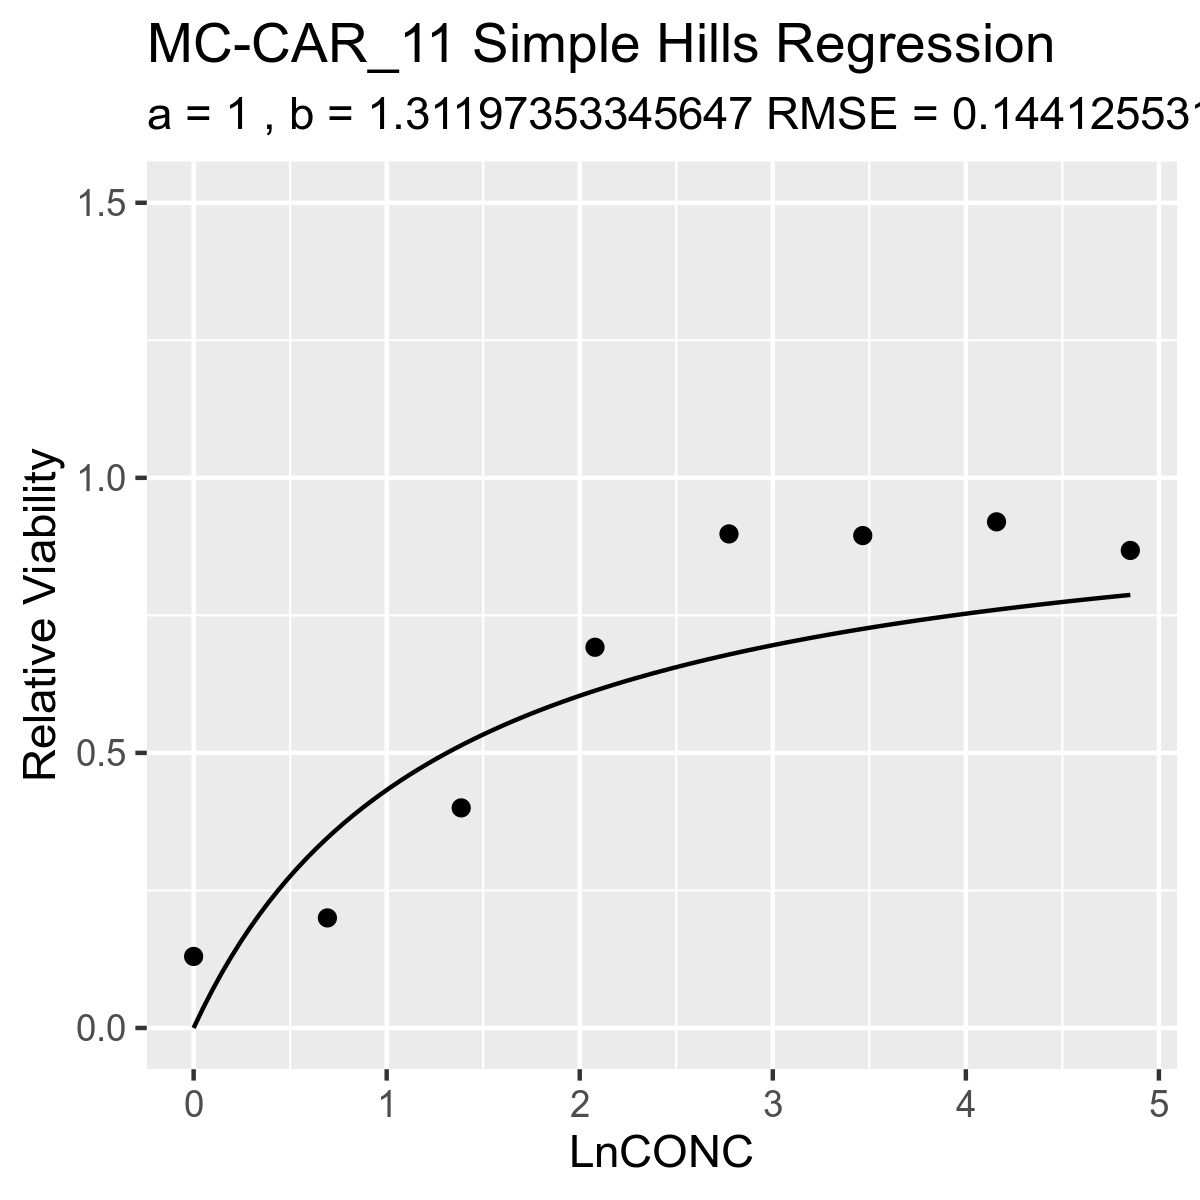 MC-CAR_11 Simple Hills Regression
a = 1 , b = 1.31197353345647 RMSE = 0.144125531
1.5
1.0
0.5
0.0
Relative Viability
0 1 2 3 4 5
LnCONC